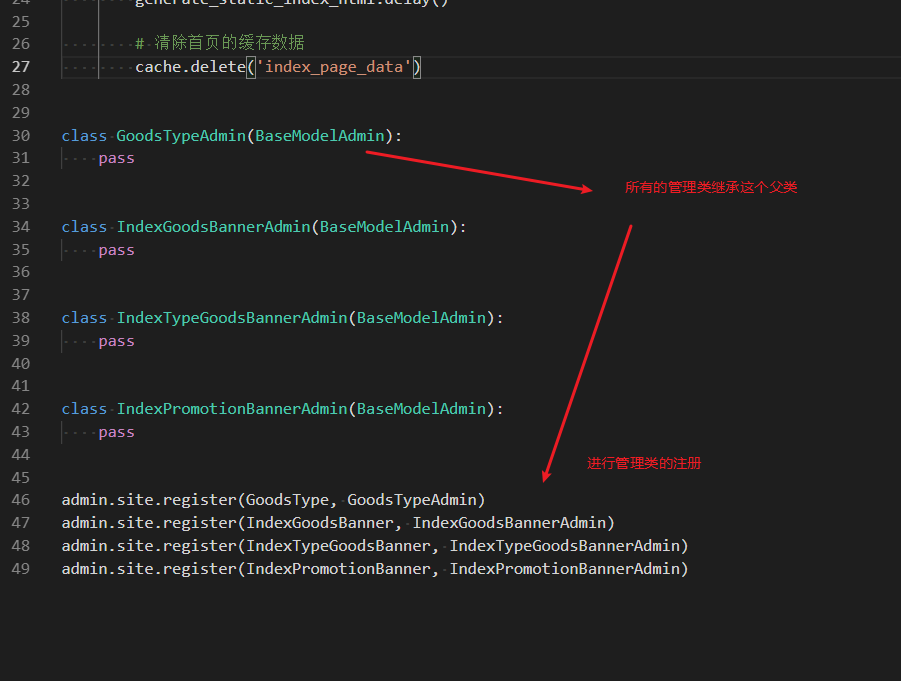 24 generate_static_index_html.delay()
25
26 # 清除首页的缓存数据
27 cache.delete('index_page_data')
28
29
30 class GoodsTypeAdmin(BaseModelAdmin):
31 pass
32
33
34 class IndexGoodsBannerAdmin(BaseModelAdmin):
35 pass
36
37
38 class IndexTypeGoodsBannerAdmin(BaseModelAdmin):
39 pass
40
41
42 class IndexPromotionBannerAdmin(BaseModelAdmin):
43 pass
44
45
46 admin.site.register(GoodsType, GoodsTypeAdmin)
47 admin.site.register(IndexGoodsBanner, IndexGoodsBannerAdmin)
48 admin.site.register(IndexTypeGoodsBanner, IndexTypeGoodsBannerAdmin)
49 admin.site.register(IndexPromotionBanner, IndexPromotionBannerAdmin)
所有的管理类继承这个父类
进行管理类的注册